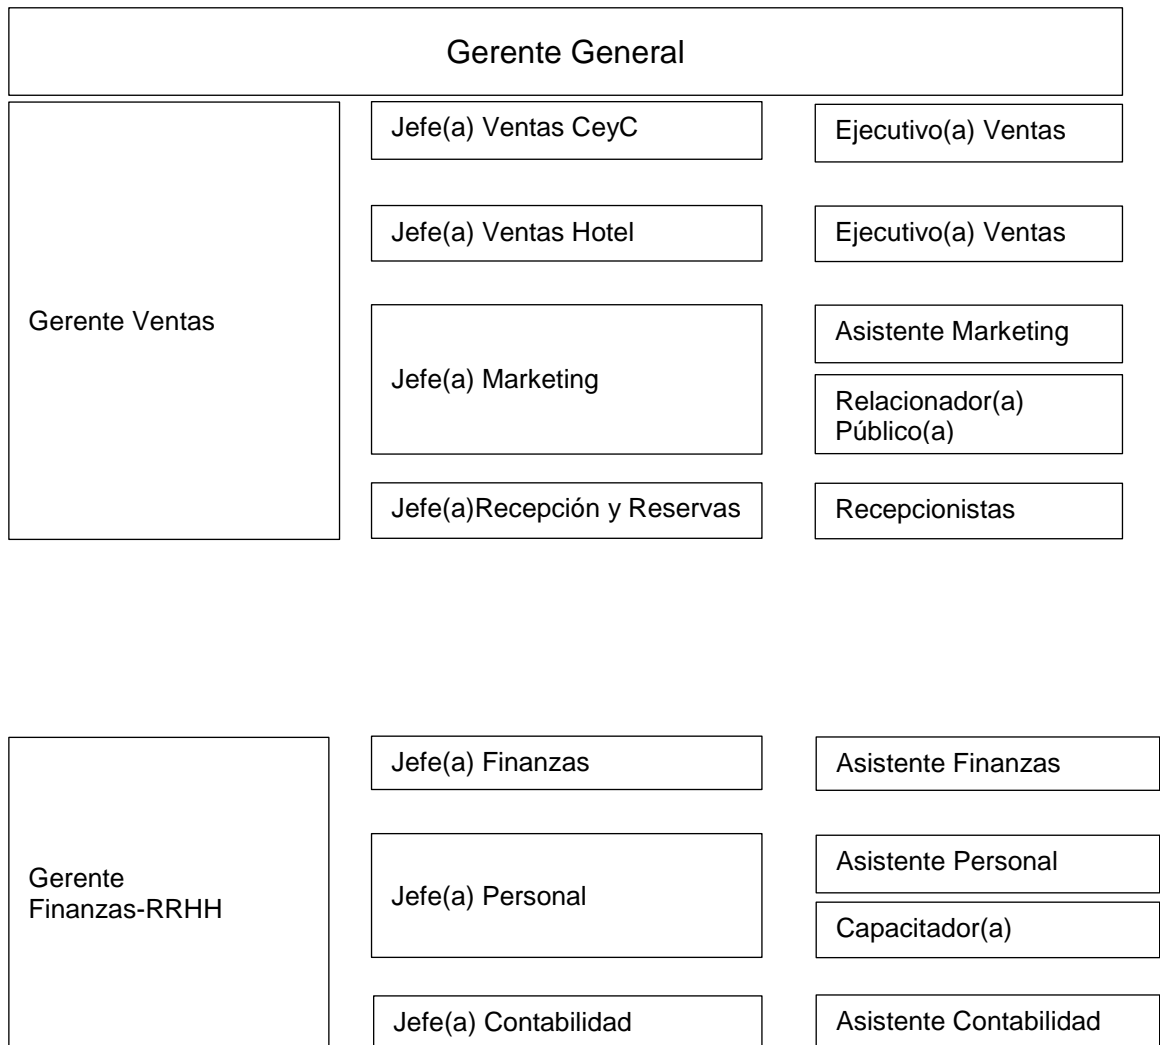 Gerente General
Jefe(a) Ventas CeyC
Ejecutivo(a) Ventas
Jefe(a) Ventas Hotel
Ejecutivo(a) Ventas
Gerente Ventas
Jefe(a) Marketing
Asistente Marketing
Relacionador(a)
Público(a)
Jefe(a)Recepción y Reservas
Recepcionistas
Jefe(a) Finanzas
Asistente Finanzas
Gerente
Finanzas-RRHH
Jefe(a) Personal
Asistente Personal
Capacitador(a)
Jefe(a) Contabilidad
Asistente Contabilidad